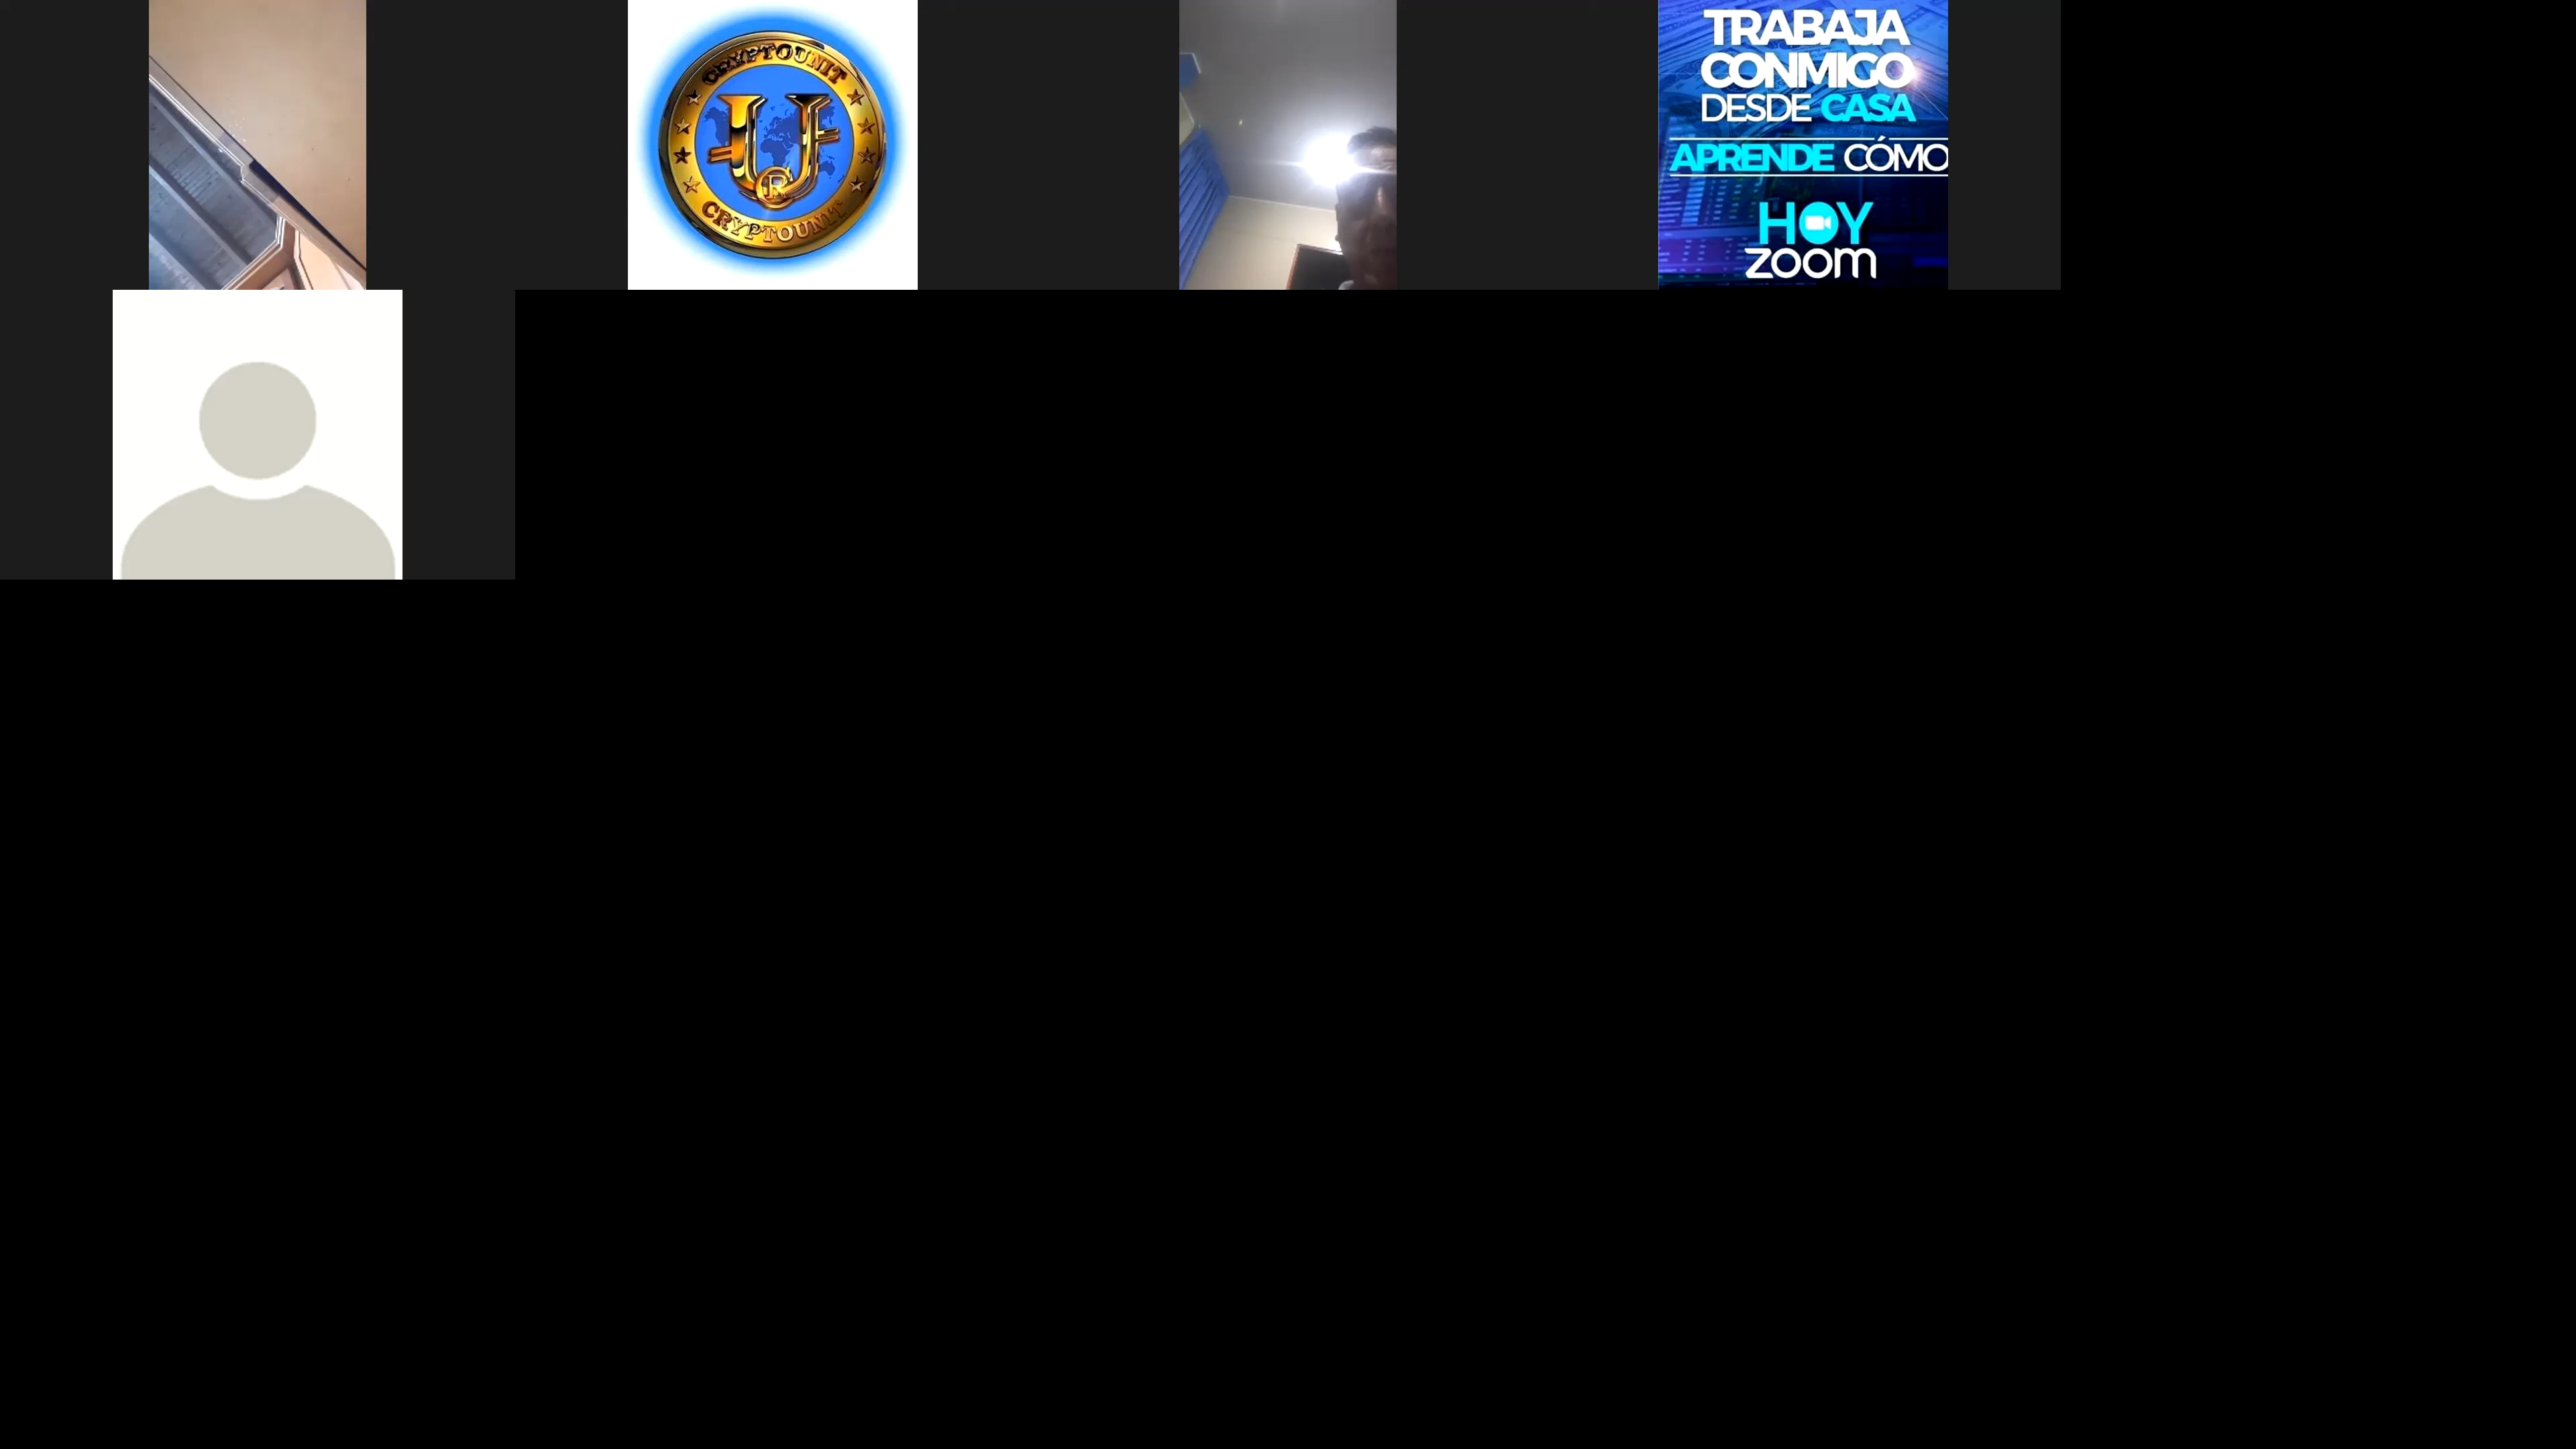 CRYPTOUNIT
U
R
CRYPTOUNIT
TRABAJA
CONMIGO
DESDE CASA
APRENDE CÓMO
HOY
zoom